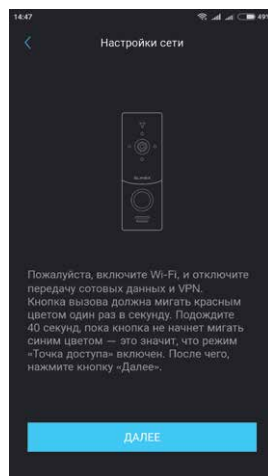 14:47
49%
Настройки сети
Пожалуйста, включите Wi-Fi, и отключите
передачу сотовых данных и VPN.
Кнопка вызова должна мигать красным
цветом один раз в секунду. Подождите
40 секунд, пока кнопка не начнет мигать
синим цветом — это значит, что режим
«Точка доступа» включен. После чего,
нажмите кнопку «Далее».
ДАЛЕЕ